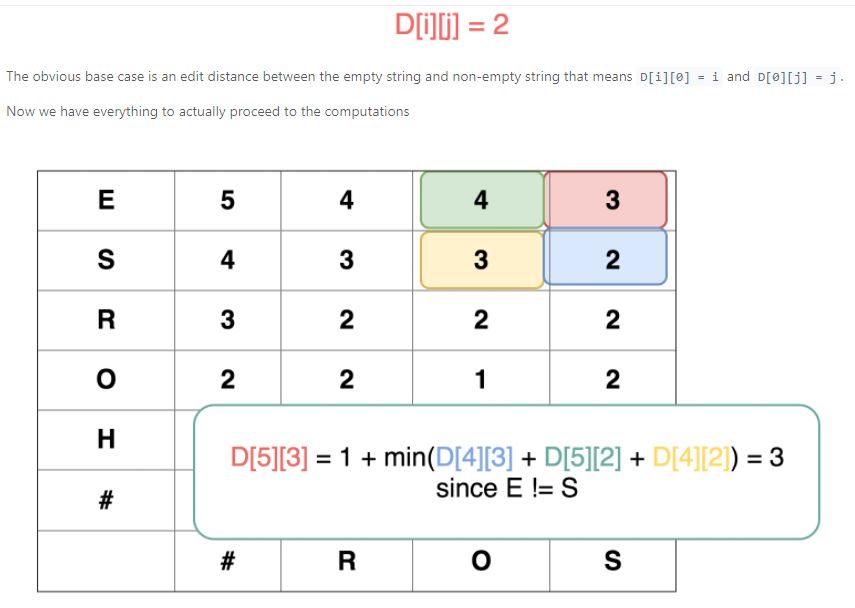 D[i][j] = 2
The obvious base case is an edit distance between the empty string and non-empty string that means D[i][0] = i and D[0][j] = j.
Now we have everything to actually proceed to the computations
E 5 4 4 3
S 4 3 3 2
R 3 2 2 2
O 2 2 1 2
H
D[5][3] = 1 + min(D[4][3] + D[5][2] + D[4][2]) = 3
since E != S
#
# R O S